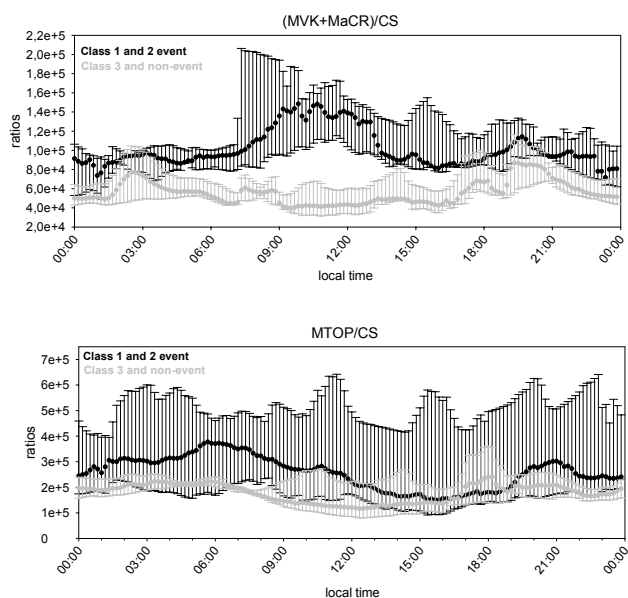 (MVK+MaCR)/CS
2,2e+5
2,0e+5
1,8e+5
1,6e+5
1,4e+5
1,2e+5
1,0e+5
8,0e+4
6,0e+4
4,0e+4
2,0e+4
ratios
Class 1 and 2 event
Class 3 and non-event
00:00
03:00
06:00
09:00
12:00
15:00
18:00
21:00
00:00
local time
MTOP/CS
7e+5
6e+5
5e+5
4e+5
3e+5
2e+5
1e+5
0
ratios
Class 1 and 2 event
Class 3 and non-event
00:00
03:00
06:00
09:00
12:00
15:00
18:00
21:00
00:00
local time